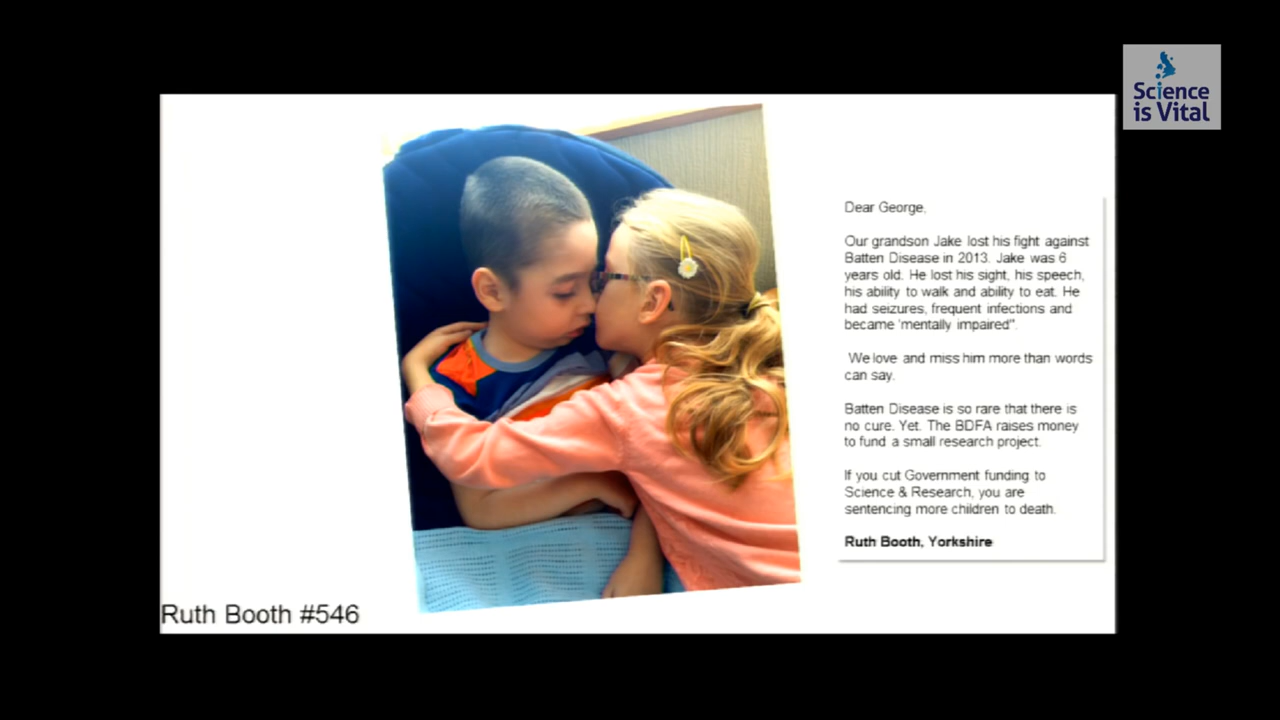 Science
is Vital
Dear George,
Our grandson Jake lost his fight against
Batten Disease in 2013. Jake was 6
years old. He lost his sight, his speech,
his ability to walk and ability to eat. He
had seizures, frequent infections and
became 'mentally impaired".
We love and miss him more than words
can say.
Batten Disease is so rare that there is
no cure. Yet. The BDFA raises money
to fund a small research project.
If you cut Government funding to
Science & Research, you are
sentencing more children to death.
Ruth Booth, Yorkshire
Ruth Booth #546